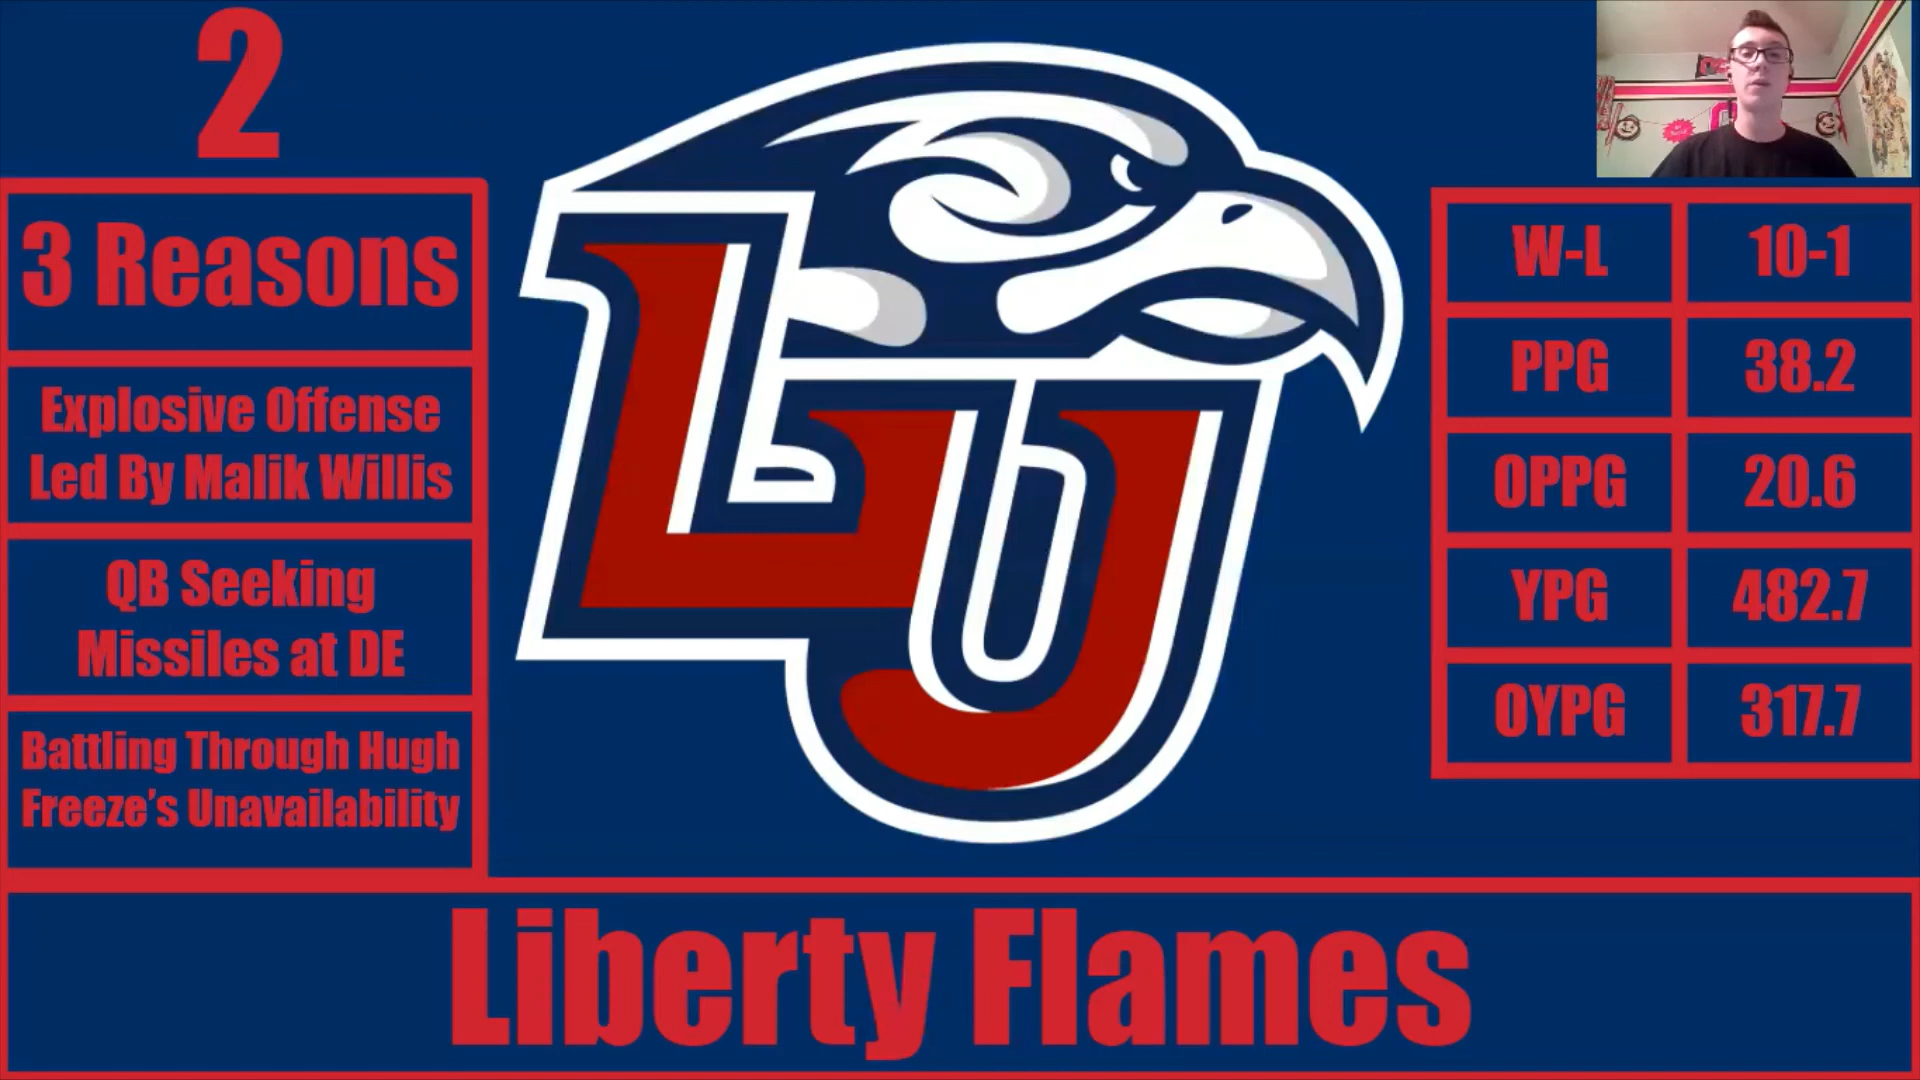 2
3 Reasons
Explosive Offense
Led By Malik Willis
QB Seeking
Missiles at DE
Battling Through Hugh
Freeze’s Unavailability
LU
W-L 10-1
PPG 38.2
OPPG 20.6
YPG 482.7
OYPG 317.7
Liberty Flames